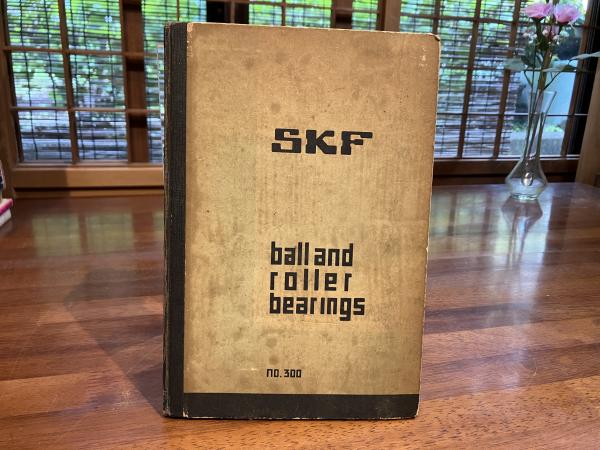 SKF
ball and
roller
bearings
no. 300